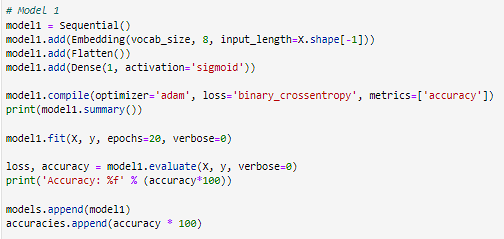 # Model 1
model1 = Sequential()
model1.add(Embedding(vocab_size, 8, input_length=X.shape[-1]))
model1.add(Flatten())
model1.add(Dense(1, activation='sigmoid'))
model1.compile(optimizer='adam', loss='binary_crossentropy', metrics=['accuracy'])
print(model1.summary())
model1.fit(X, y, epochs=20, verbose=0)
loss, accuracy = model1.evaluate(X, y, verbose=0)
print('Accuracy: %f' % (accuracy*100))
models.append(model1)
accuracies.append(accuracy * 100)